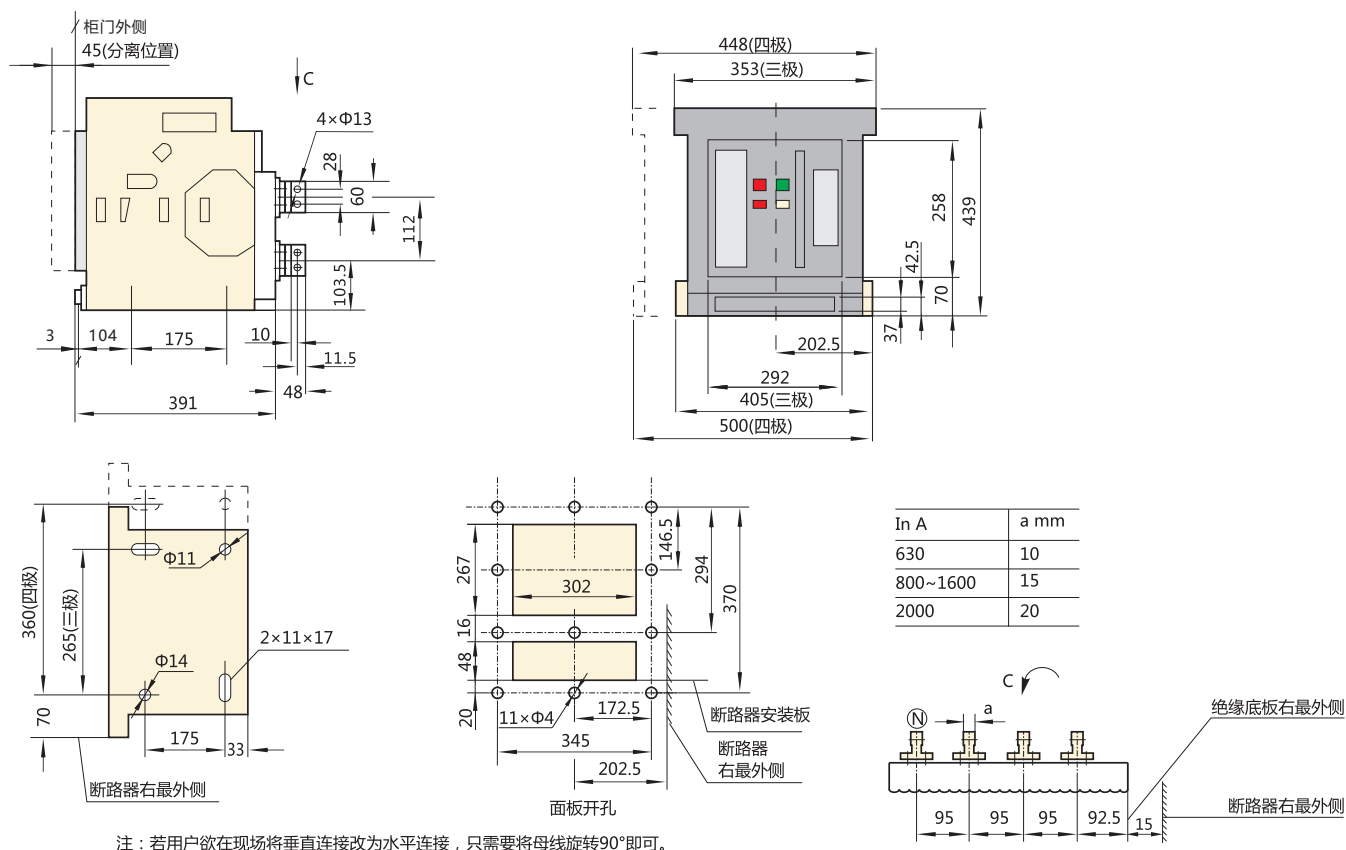 柜门外侧
45(分离位置)
C
4×Φ13
28
60
112
103.5
3
104
175
10
11.5
48
391
448(四极)
353(三极)
258
439
42.5
70
37
202.5
292
405(三极)
500(四极)
360(四极)
265(三极)
70
Φ11
Φ14
2×11×17
175
33
断路器右最外侧
267
302
16
48
20
146.5
294
370
11×Φ4
172.5
345
202.5
断路器安装板
断路器
右最外侧
面板开孔
In A a mm
630 10
800~1600 15
2000 20
C
N
a
绝缘底板右最外侧
95 95 95 92.5 15
断路器右最外侧
注：若用户欲在现场将垂直连接改为水平连接，只需要将母线旋转90°即可。